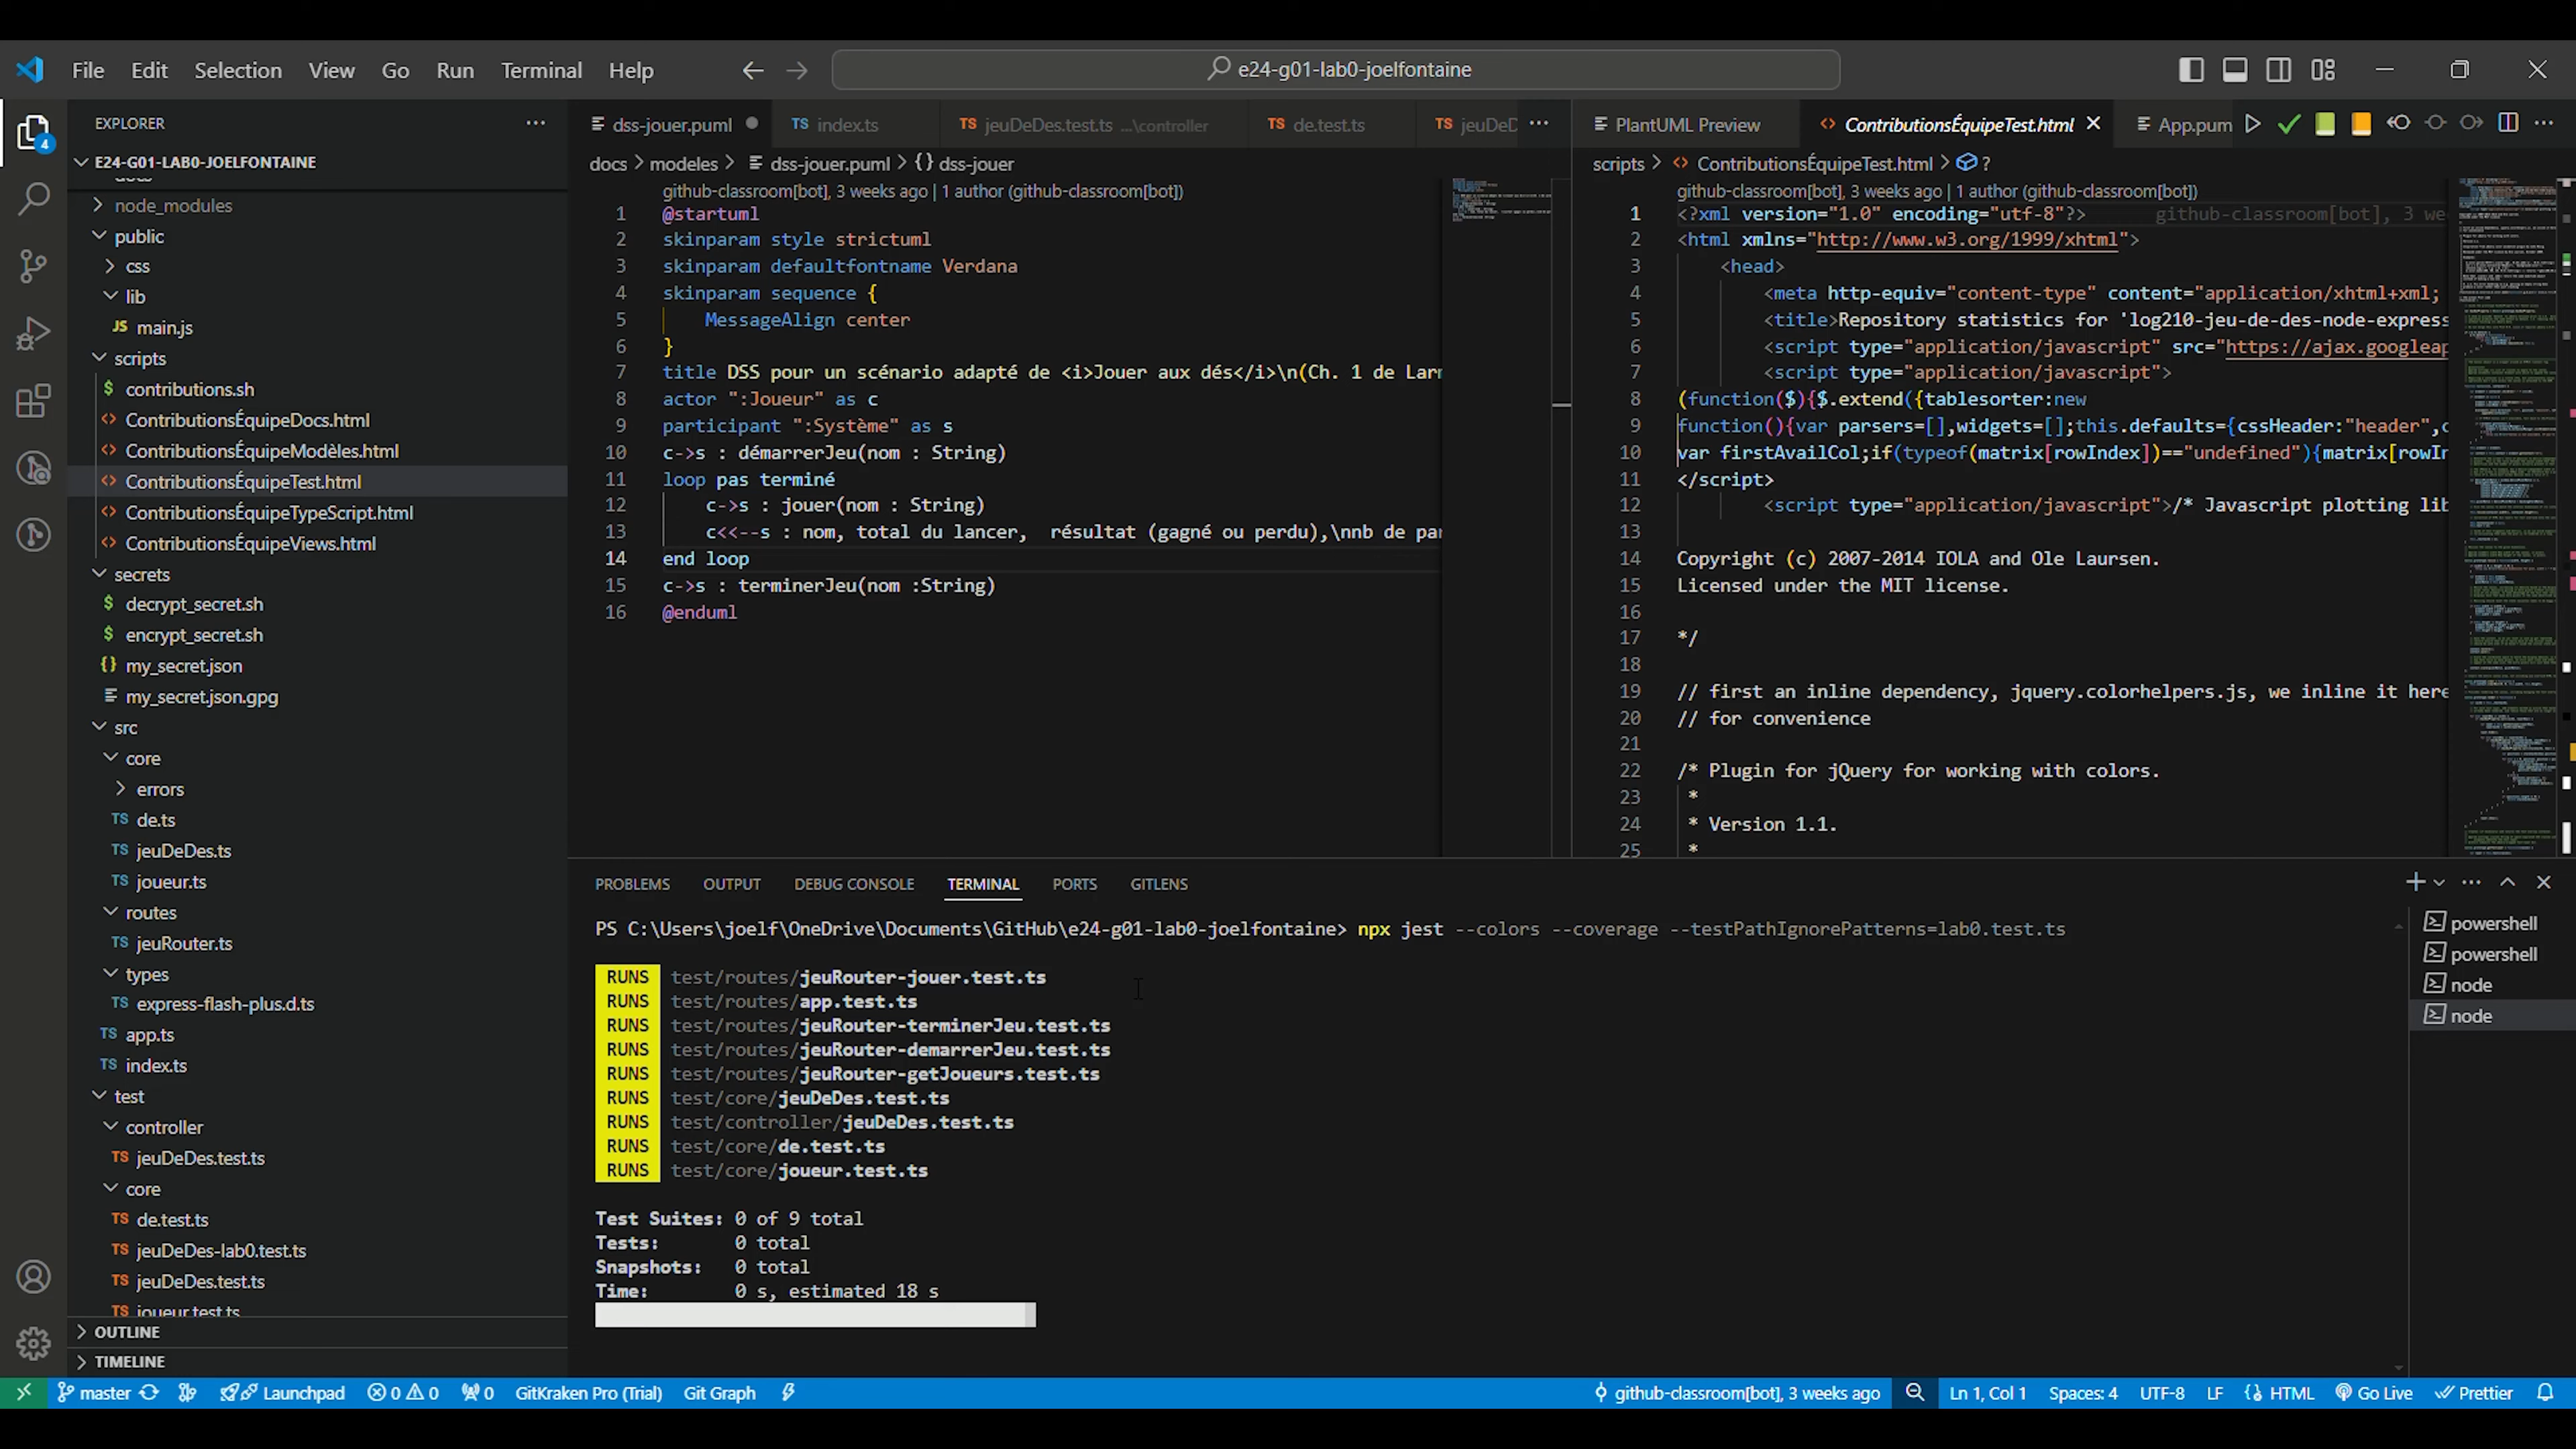 File Edit Selection View Go Run Terminal Help
e24-g01-lab0-joelfontaine
EXPLORER
E24-G01-LAB0-JOELFONTAINE
docs
node_modules
public
css
lib
JS main.js
scripts
$ contributions.sh
<> ContributionsÉquipeDocs.html
<> ContributionsÉquipeModèles.html
<> ContributionsÉquipeTest.html
<> ContributionsÉquipeTypeScript.html
<> ContributionsÉquipeViews.html
secrets
$ decrypt_secret.sh
$ encrypt_secret.sh
{} my_secret.json
my_secret.json.gpg
src
core
errors
TS de.ts
TS jeuDeDes.ts
TS joueur.ts
routes
TS jeuRouter.ts
types
TS express-flash-plus.d.ts
TS app.ts
TS index.ts
test
controller
TS jeuDeDes.test.ts
core
TS de.test.ts
TS jeuDeDes-lab0.test.ts
TS jeuDeDes.test.ts
joueur.test.ts
OUTLINE
TIMELINE
4
dss-jouer.puml TS index.ts TS jeuDeDes.test.ts ...\controller TS de.test.ts TS jeuDeD ...
docs > modeles > dss-jouer.puml > {} dss-jouer
github-classroom[bot], 3 weeks ago | 1 author (github-classroom[bot])
1 @startuml
2 skinparam style strictuml
3 skinparam defaultfontname Verdana
4 skinparam sequence {
5 MessageAlign center
6 }
7 title DSS pour un scénario adapté de <i>Jouer aux dés</i>\n(Ch. 1 de Larm
8 actor ":Joueur" as c
9 participant ":Système" as s
10 c->s : démarrerJeu(nom : String)
11 loop pas terminé
12 c->s : jouer(nom : String)
13 c<<--s : nom, total du lancer,  résultat (gagné ou perdu),\nnb de par
14 end loop
15 c->s : terminerJeu(nom :String)
16 @enduml
PlantUML Preview <> ContributionsÉquipeTest.html App.pum
scripts > <> ContributionsÉquipeTest.html > ?
github-classroom[bot], 3 weeks ago | 1 author (github-classroom[bot])
1 <?xml version="1.0" encoding="utf-8"?> github-classroom[bot], 3 we
2 <html xmlns="http://www.w3.org/1999/xhtml">
3 <head>
4 <meta http-equiv="content-type" content="application/xhtml+xml;
5 <title>Repository statistics for 'log210-jeu-de-des-node-express
6 <script type="application/javascript" src="https://ajax.googleap
7 <script type="application/javascript">
8 (function($){$.extend({tablesorter:new
9 function(){var parsers=[],widgets=[];this.defaults={cssHeader:"header",c
10 var firstAvailCol;if(typeof(matrix[rowIndex])=="undefined"){matrix[rowIn
11 </script>
12 <script type="application/javascript">/* Javascript plotting lib
13
14 Copyright (c) 2007-2014 IOLA and Ole Laursen.
15 Licensed under the MIT license.
16
17 */
18
19 // first an inline dependency, jquery.colorhelpers.js, we inline it here
20 // for convenience
21
22 /* Plugin for jQuery for working with colors.
23 *
24 * Version 1.1.
25 *
PROBLEMS OUTPUT DEBUG CONSOLE TERMINAL PORTS GITLENS
PS C:\Users\joelf\OneDrive\Documents\GitHub\e24-g01-lab0-joelfontaine> npx jest --colors --coverage --testPathIgnorePatterns=lab0.test.ts
RUNS test/routes/jeuRouter-jouer.test.ts
RUNS test/routes/app.test.ts
RUNS test/routes/jeuRouter-terminerJeu.test.ts
RUNS test/routes/jeuRouter-demarrerJeu.test.ts
RUNS test/routes/jeuRouter-getJoueurs.test.ts
RUNS test/core/jeuDeDes.test.ts
RUNS test/controller/jeuDeDes.test.ts
RUNS test/core/de.test.ts
RUNS test/core/joueur.test.ts
Test Suites: 0 of 9 total
Tests: 0 total
Snapshots: 0 total
Time: 0 s, estimated 18 s
powershell
powershell
node
node
master Launchpad 0 0 0 GitKraken Pro (Trial) Git Graph
github-classroom[bot], 3 weeks ago Ln 1, Col 1 Spaces: 4 UTF-8 LF HTML Go Live Prettier